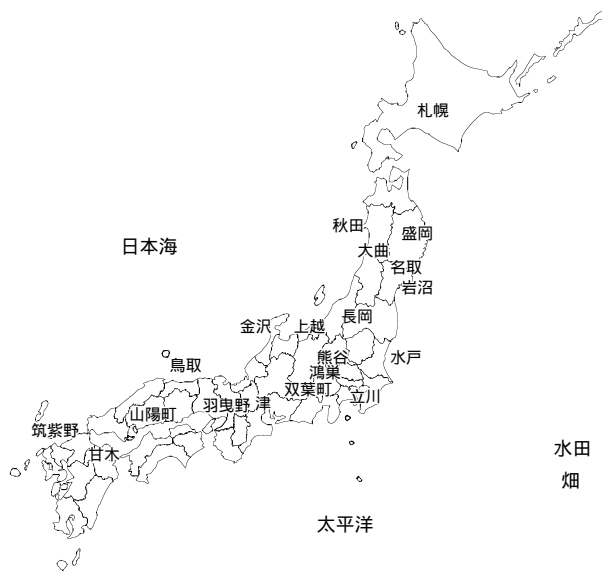 札幌
秋田
盛岡
日本海
大曲
名取
岩沼
長岡
金沢
上越
熊谷
水戸
鳥取
鴻巣
双葉町
立川
羽曳野
津
山陽町
筑紫野
甘木
水田
畑
太平洋